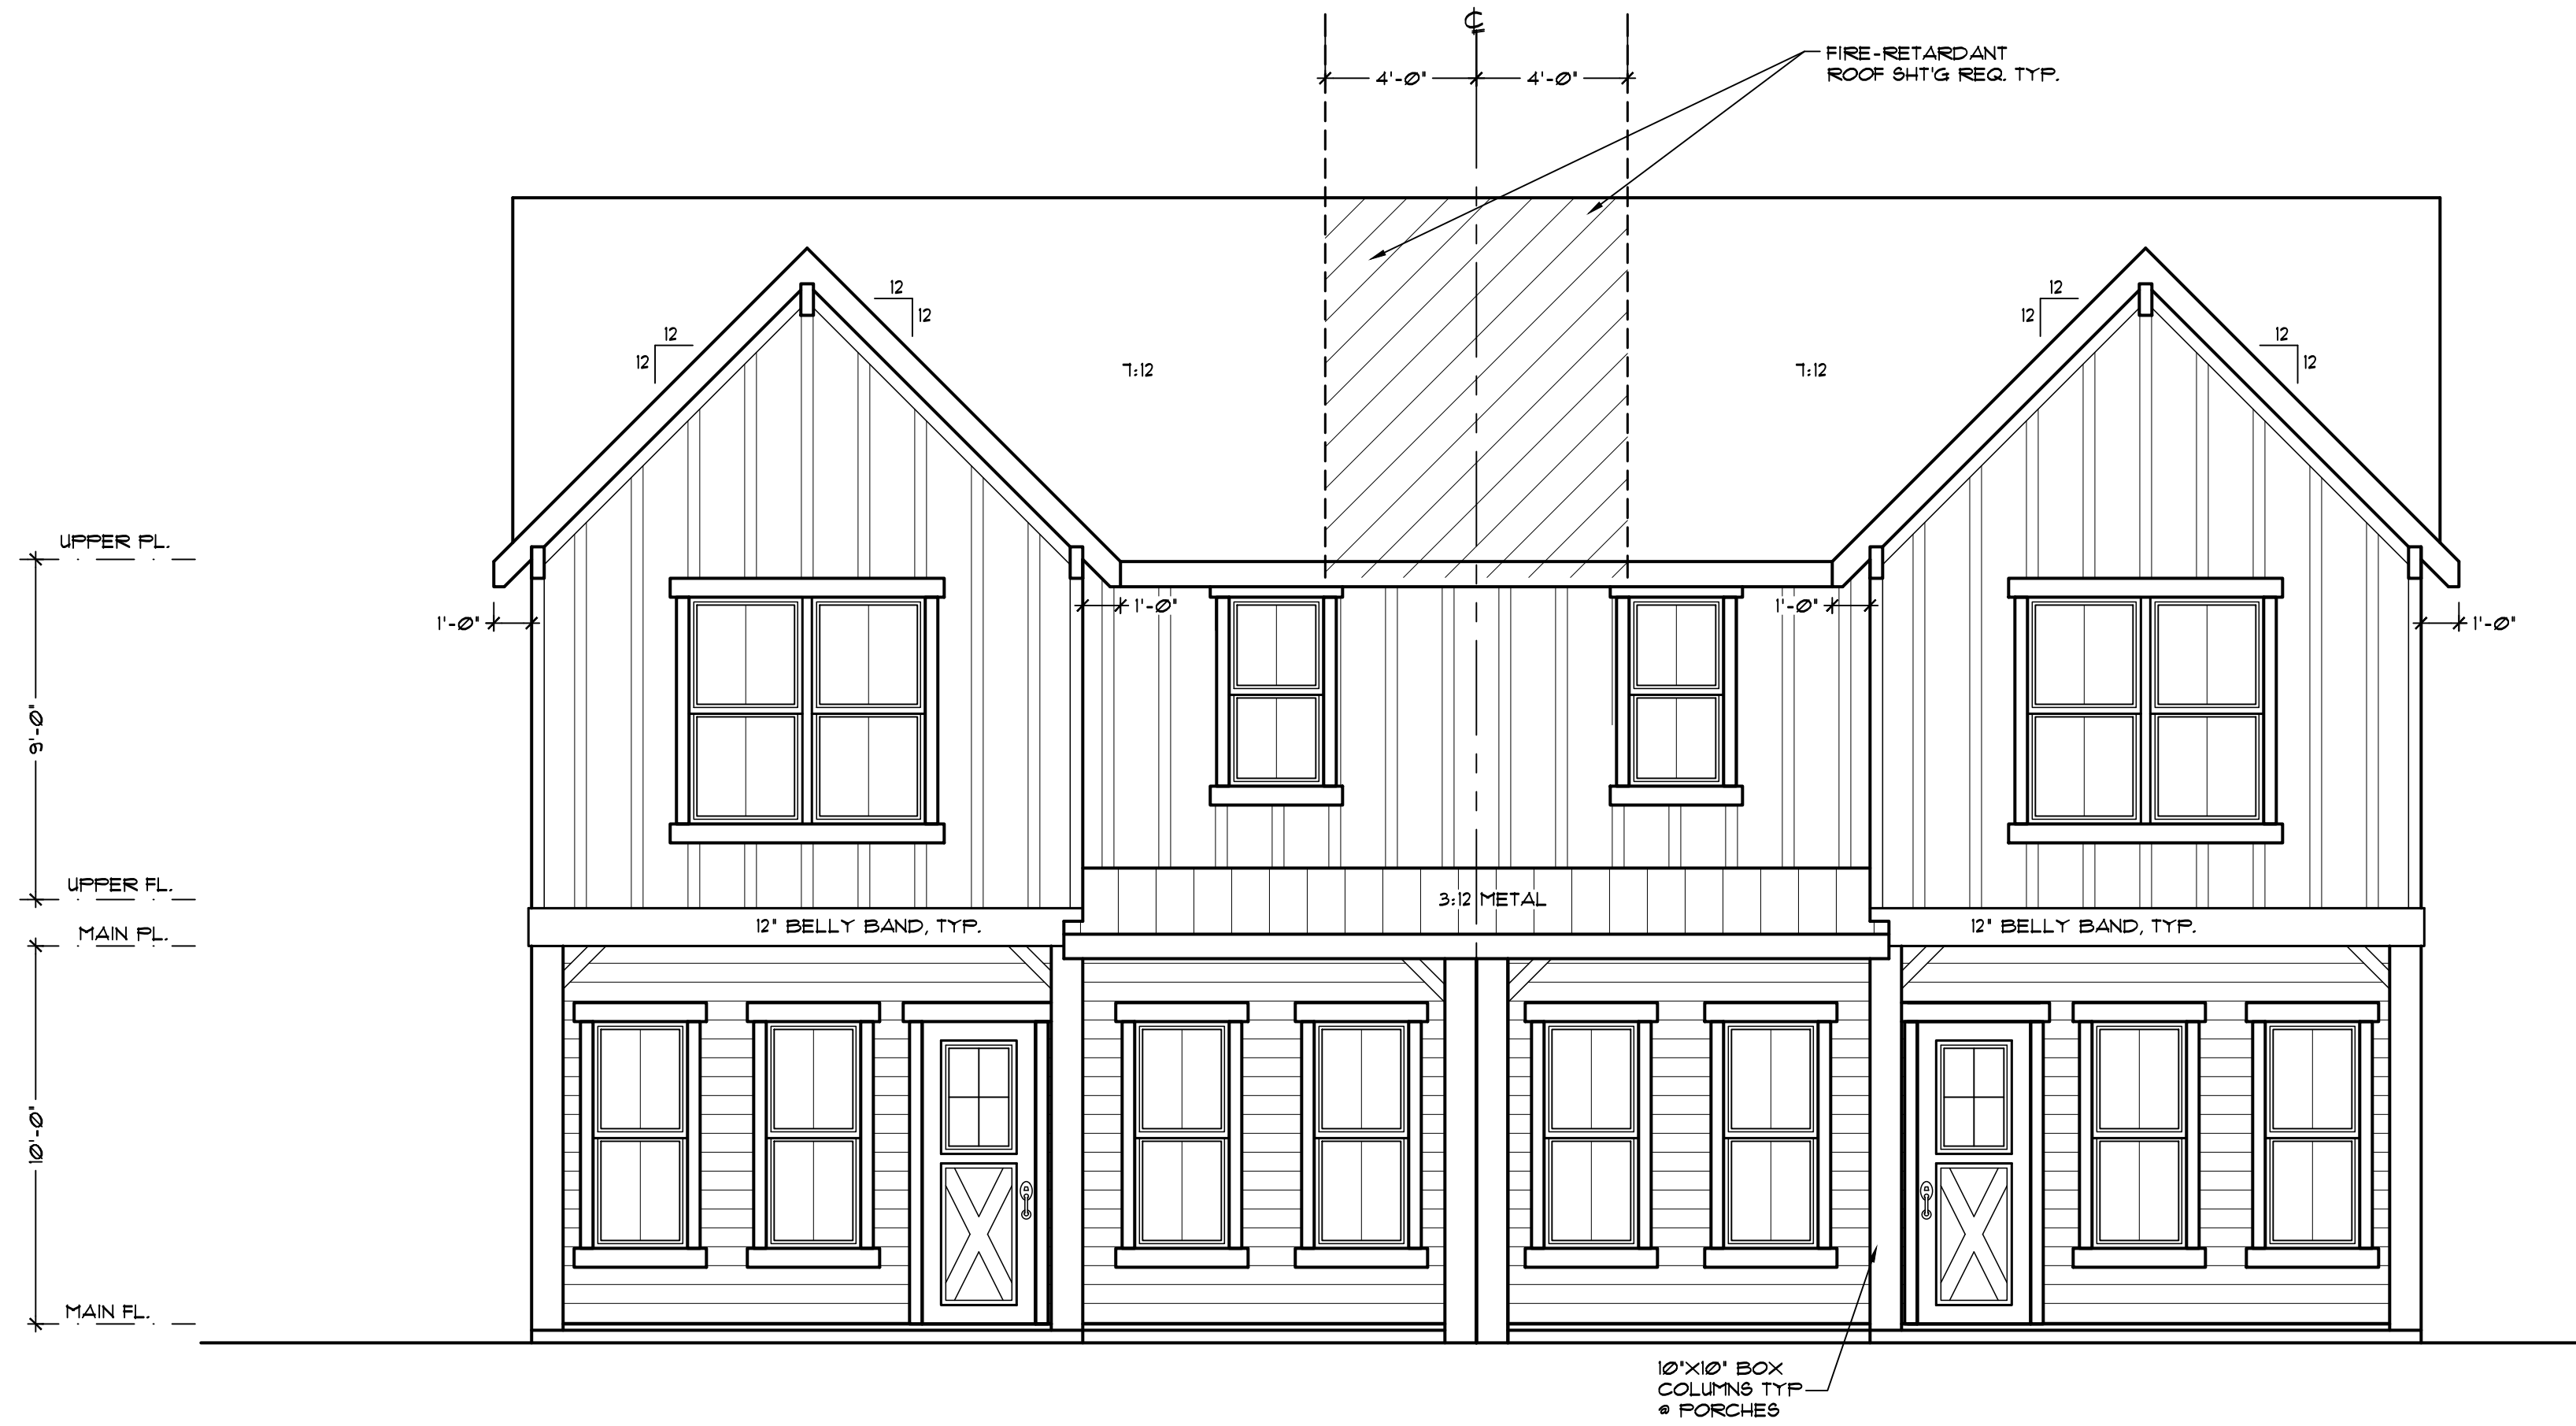 ℄
4'-0" 4'-0"
FIRE-RETARDANT
ROOF SHT'G REQ. TYP.
12
12
12
12
12
12
12
12
7:12
7:12
UPPER PL.
1'-0"
1'-0"
1'-0"
1'-0"
9'-0"
UPPER FL.
3:12 METAL
12" BELLY BAND, TYP.
12" BELLY BAND, TYP.
MAIN PL.
10'-0"
MAIN FL.
10"X10" BOX
COLUMNS TYP
@ PORCHES